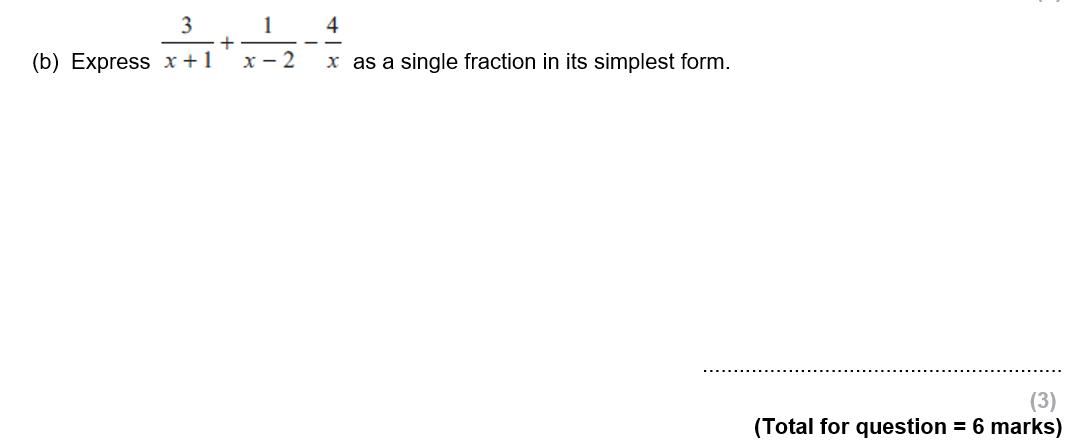 (b) Express 3/(x + 1) + 1/(x − 2) − 4/x as a single fraction in its simplest form.
(3)
(Total for question = 6 marks)